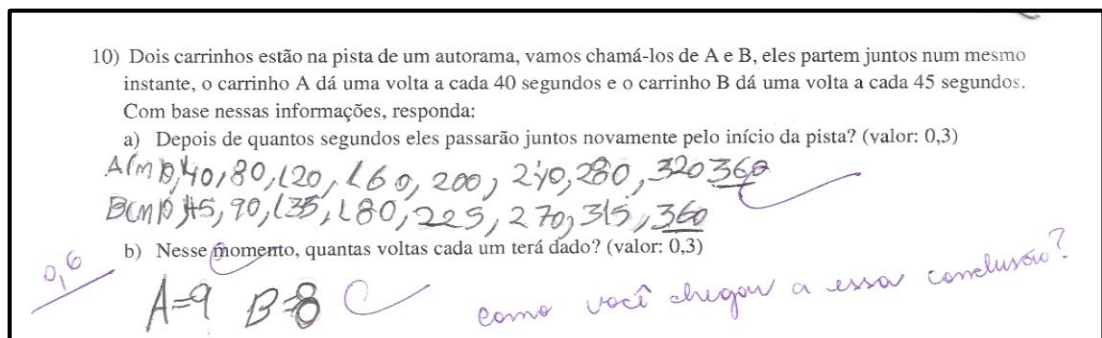 10) Dois carrinhos estão na pista de um autorama, vamos chamá-los de A e B, eles partem juntos num mesmo
instante, o carrinho A dá uma volta a cada 40 segundos e o carrinho B dá uma volta a cada 45 segundos.
Com base nessas informações, responda:
a) Depois de quantos segundos eles passarão juntos novamente pelo início da pista? (valor: 0,3)
A(m) 0,40,80,120,160,200,240,280,320 360
B(m) 0,45,90,135,180,225,270,315,360
b) Nesse momento, quantas voltas cada um terá dado? (valor: 0,3)
0,6
A=9 B=8 C
como você chegou a essa conclusão?